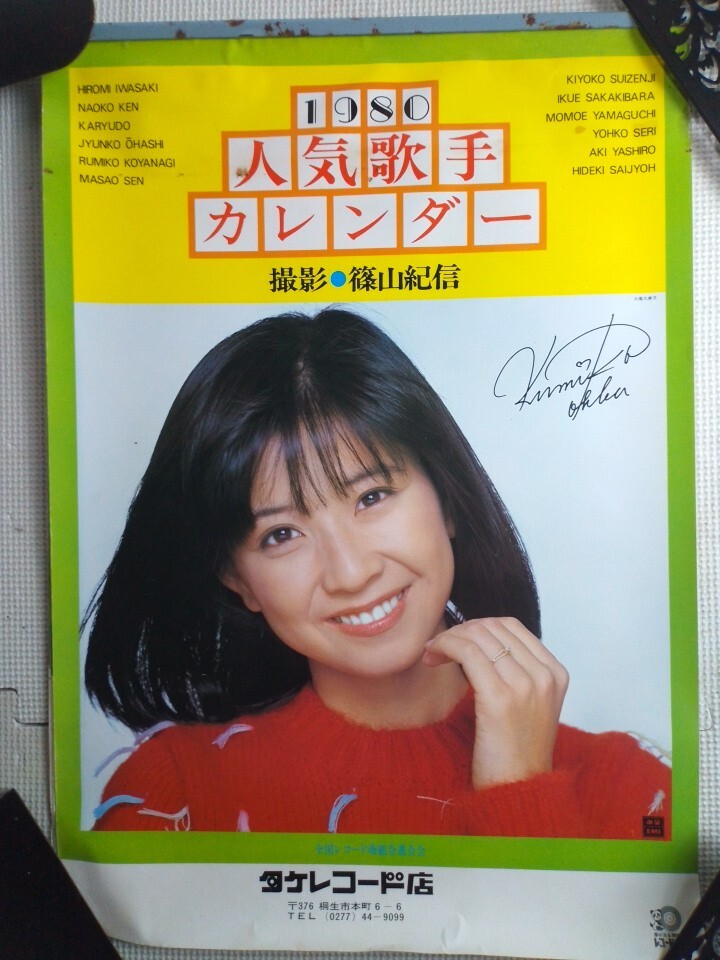 HIROMI IWASAKI
NAOKO KEN
KARYUDO
JYUNKO ŌHASHI
RUMIKO KOYANAGI
MASAO SEN
1980
人気歌手
カレンダー
撮影●篠山紀信
KIYOKO SUIZENJI
IKUE SAKAKIBARA
MOMOE YAMAGUCHI
YOHKO SERI
AKI YASHIRO
HIDEKI SAIJYOH
Kumiko
Ohba
タケレコード店
〒376 桐生市本町6-6
TEL (0277) 44-9099